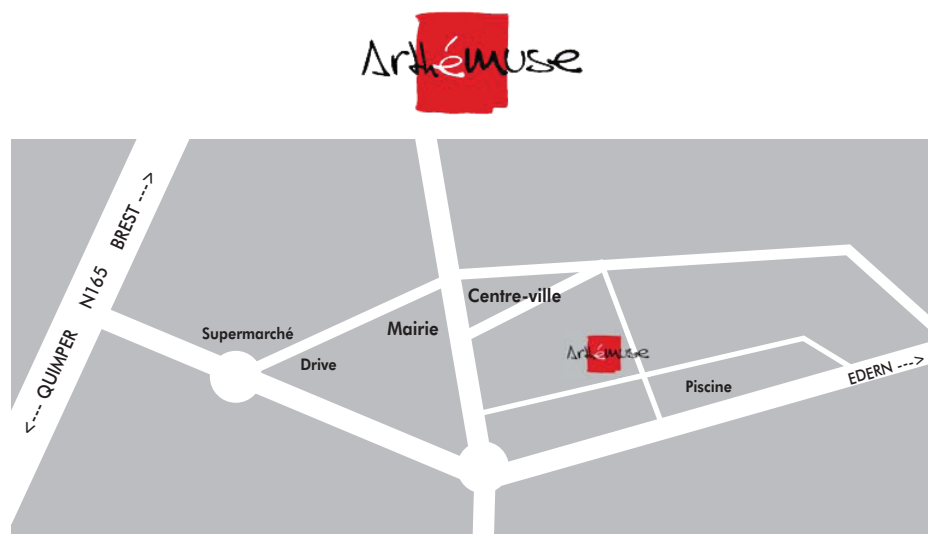 Arthémuse
<--- QUIMPER N165 BREST --->
Supermarché
Drive
Mairie
Centre-ville
Arthémuse
Piscine
EDERN --->